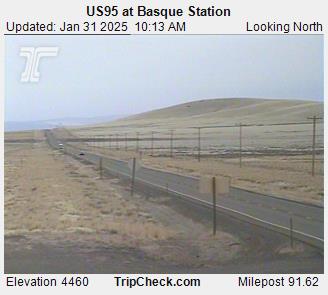 US95 at Basque Station
Updated: Jan 31 2025 10:13 AM Looking North
Elevation 4460 TripCheck.com Milepost 91.62